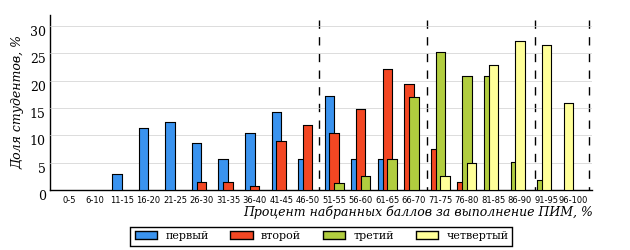 30
25
20
15
10
5
0
Доля студентов, %
0-5 6-10 11-15 16-20 21-25 26-30 31-35 36-40 41-45 46-50 51-55 56-60 61-65 66-70 71-75 76-80 81-85 86-90 91-95 96-100
Процент набранных баллов за выполнение ПИМ, %
первый второй третий четвертый